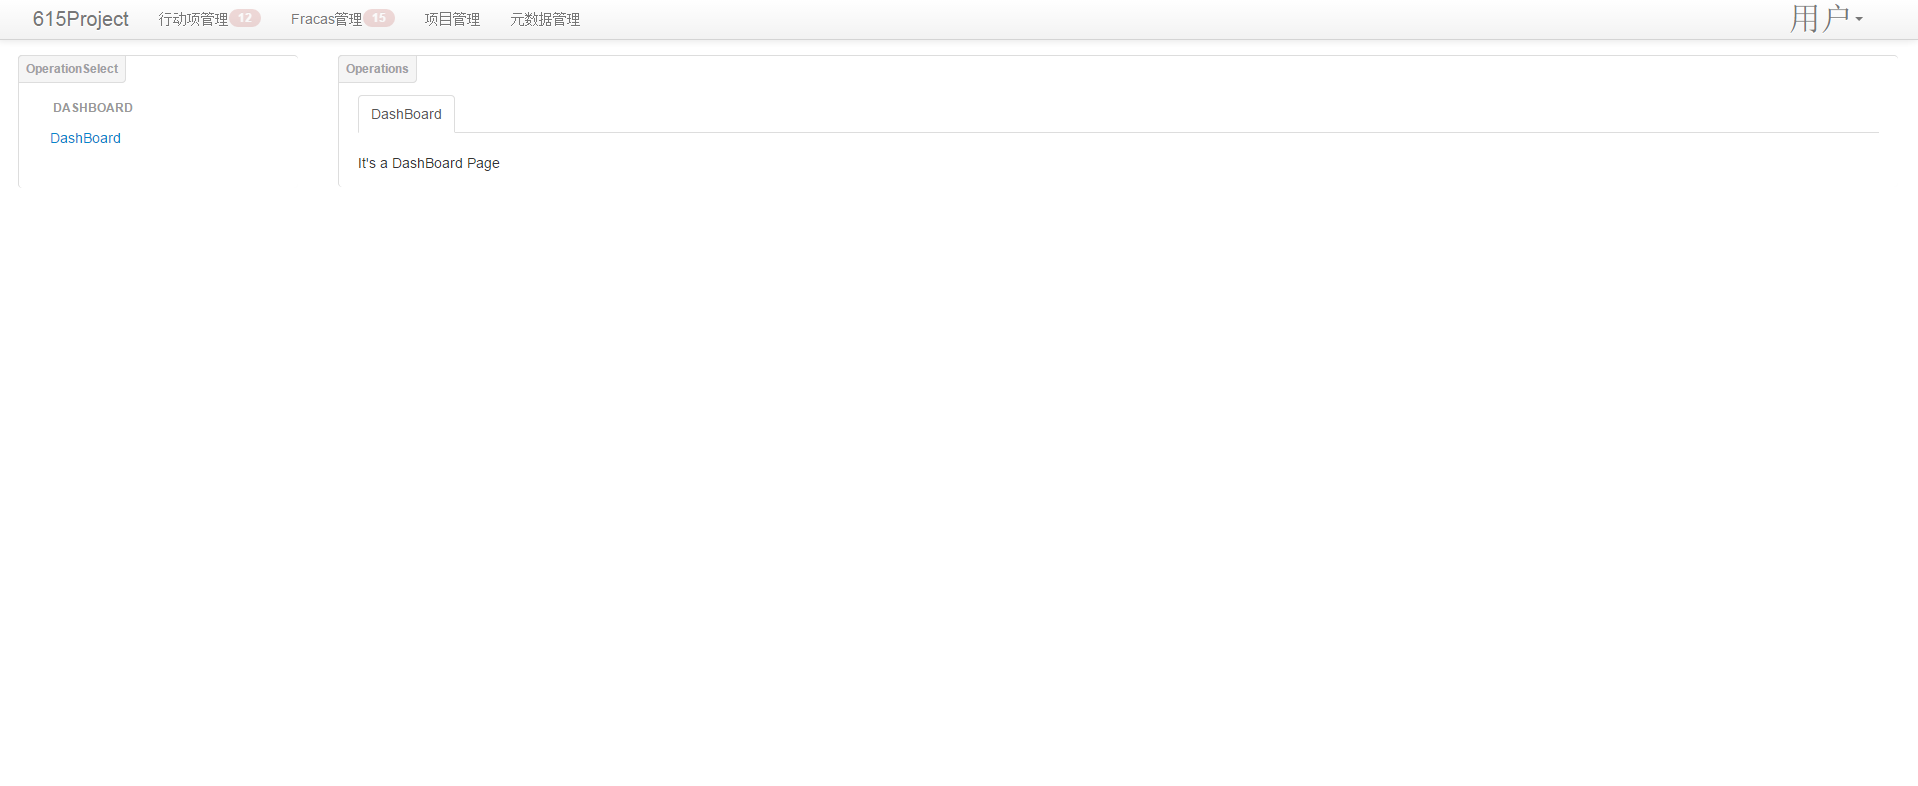 615Project 行动项管理 12 Fracas管理 15 项目管理 元数据管理 用户
OperationSelect
DASHBOARD
DashBoard
Operations
DashBoard
It's a DashBoard Page